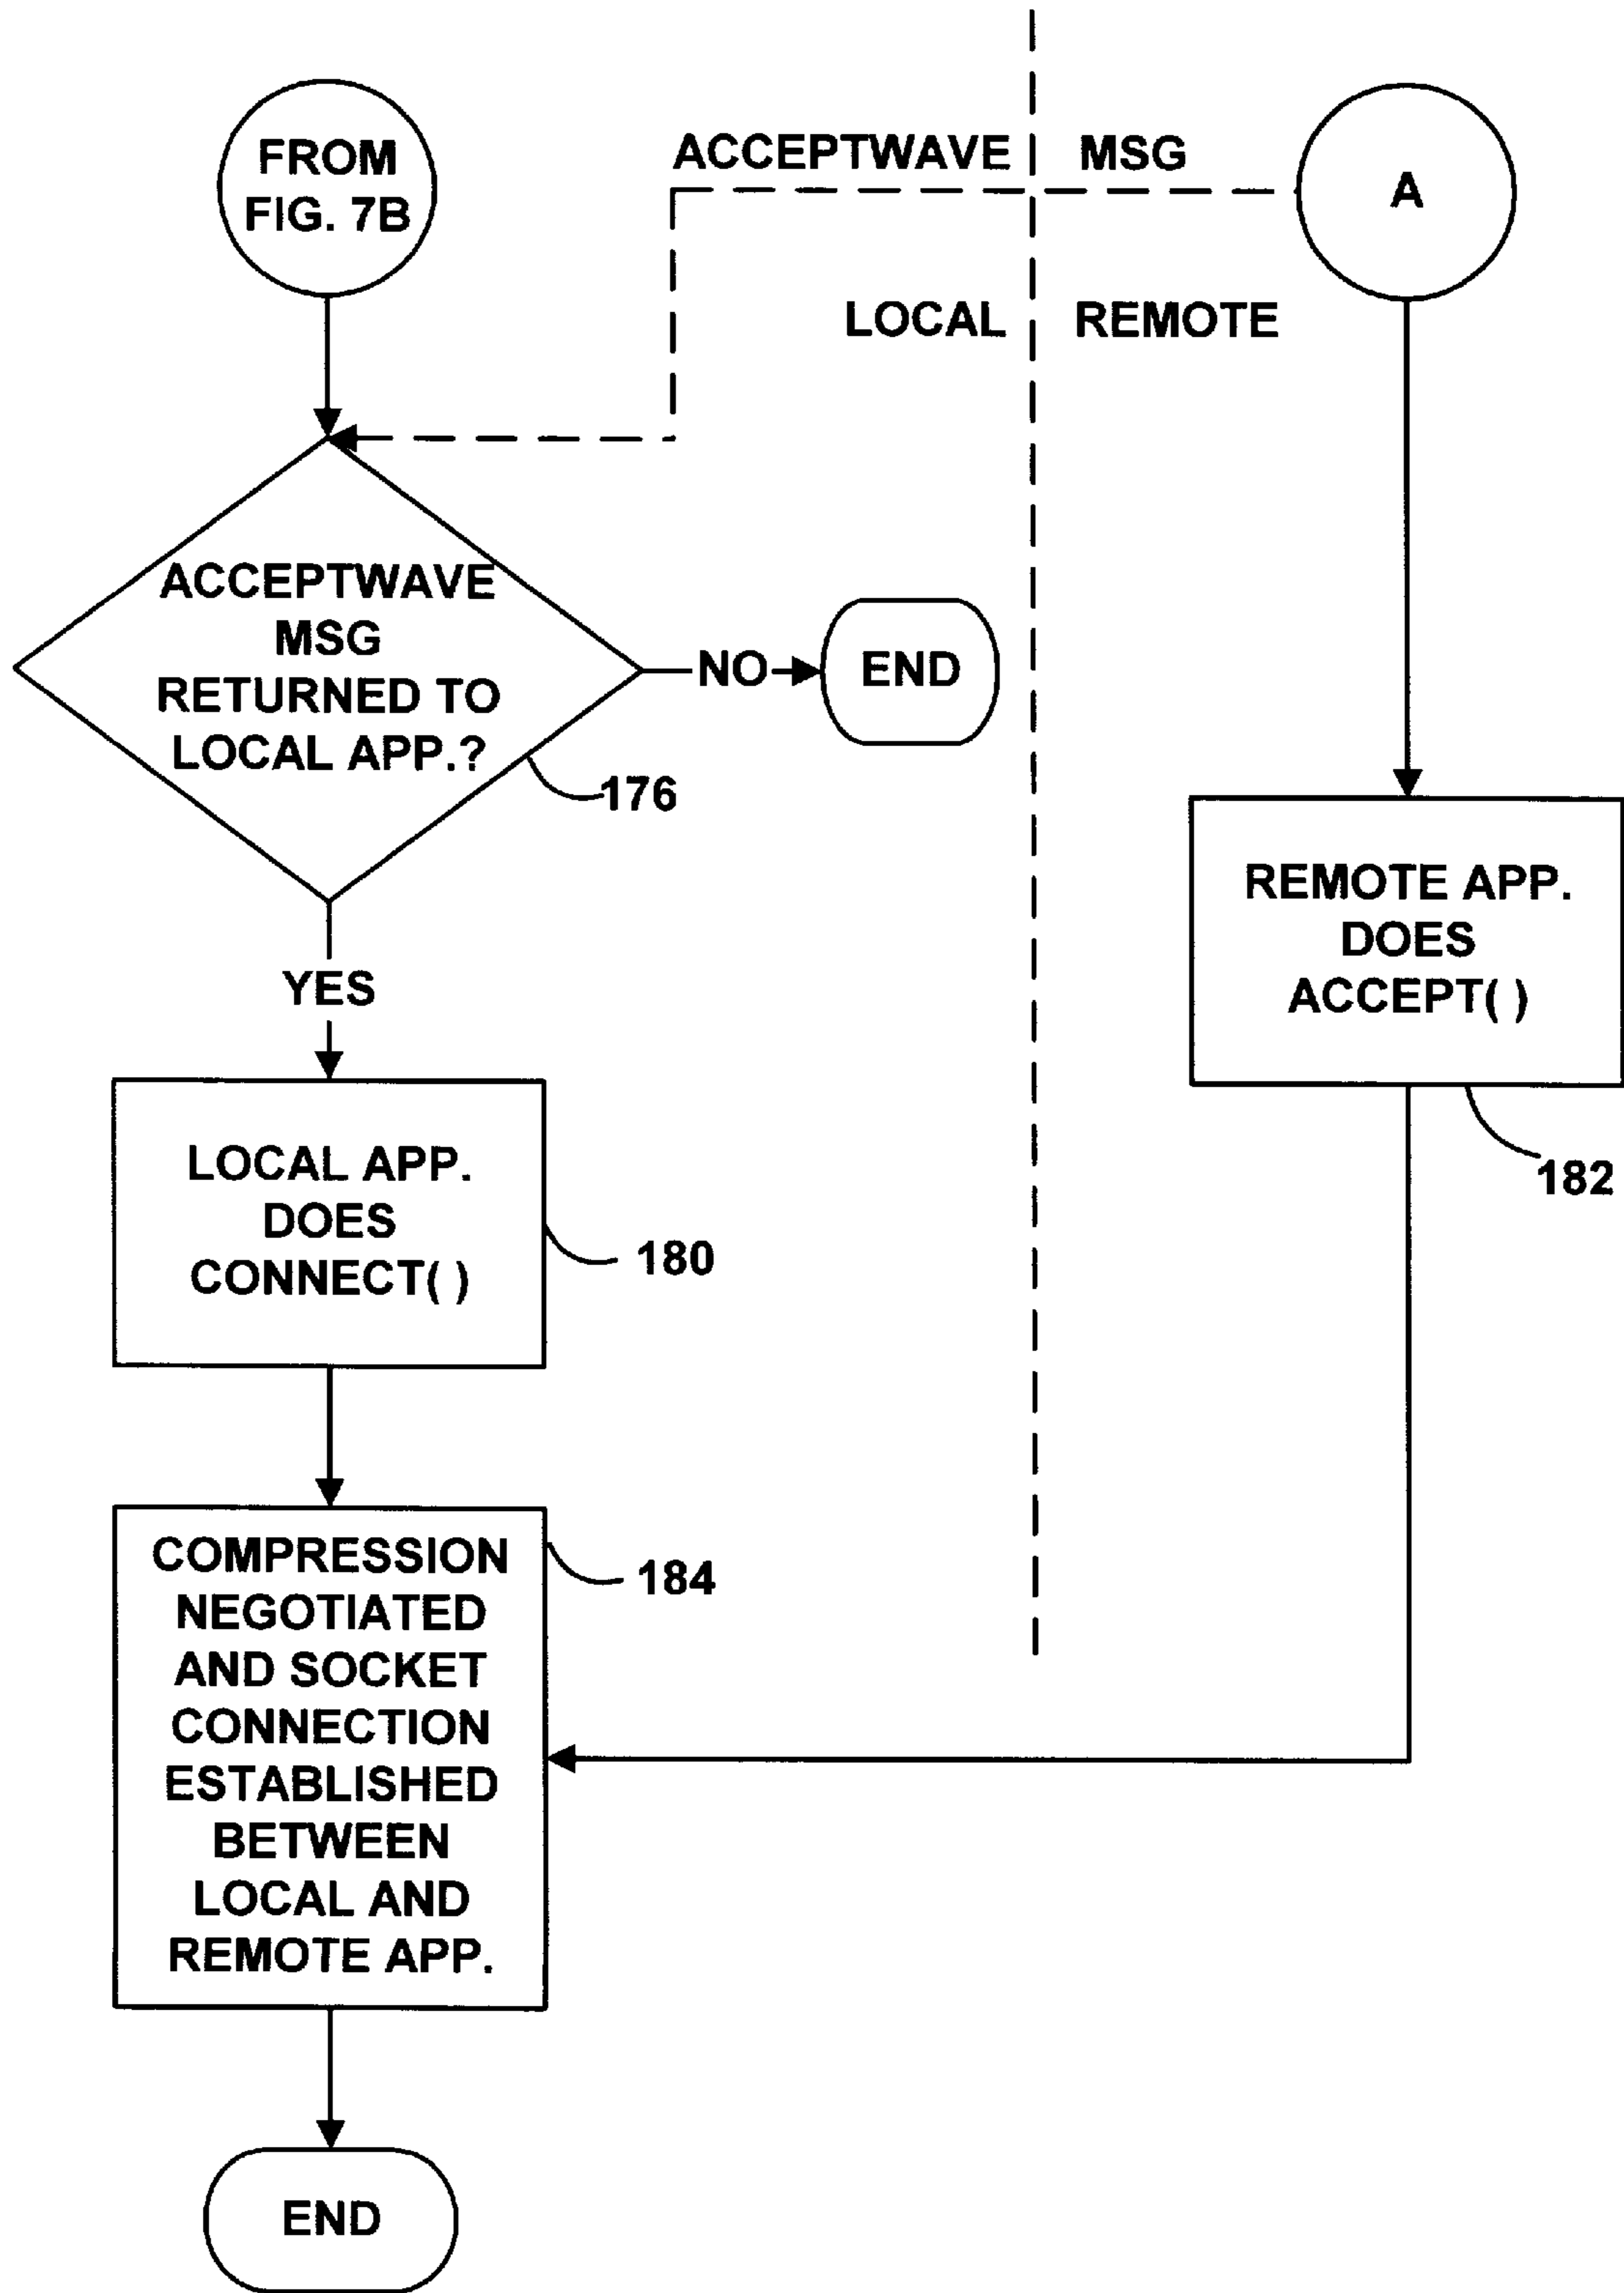 FROM
FIG. 7B
ACCEPTWAVE MSG
A
LOCAL REMOTE
ACCEPTWAVE
MSG
RETURNED TO
LOCAL APP.?
NO
END
176
REMOTE APP.
DOES
ACCEPT( )
182
YES
LOCAL APP.
DOES
CONNECT( )
180
COMPRESSION
NEGOTIATED
AND SOCKET
CONNECTION
ESTABLISHED
BETWEEN
LOCAL AND
REMOTE APP.
184
END